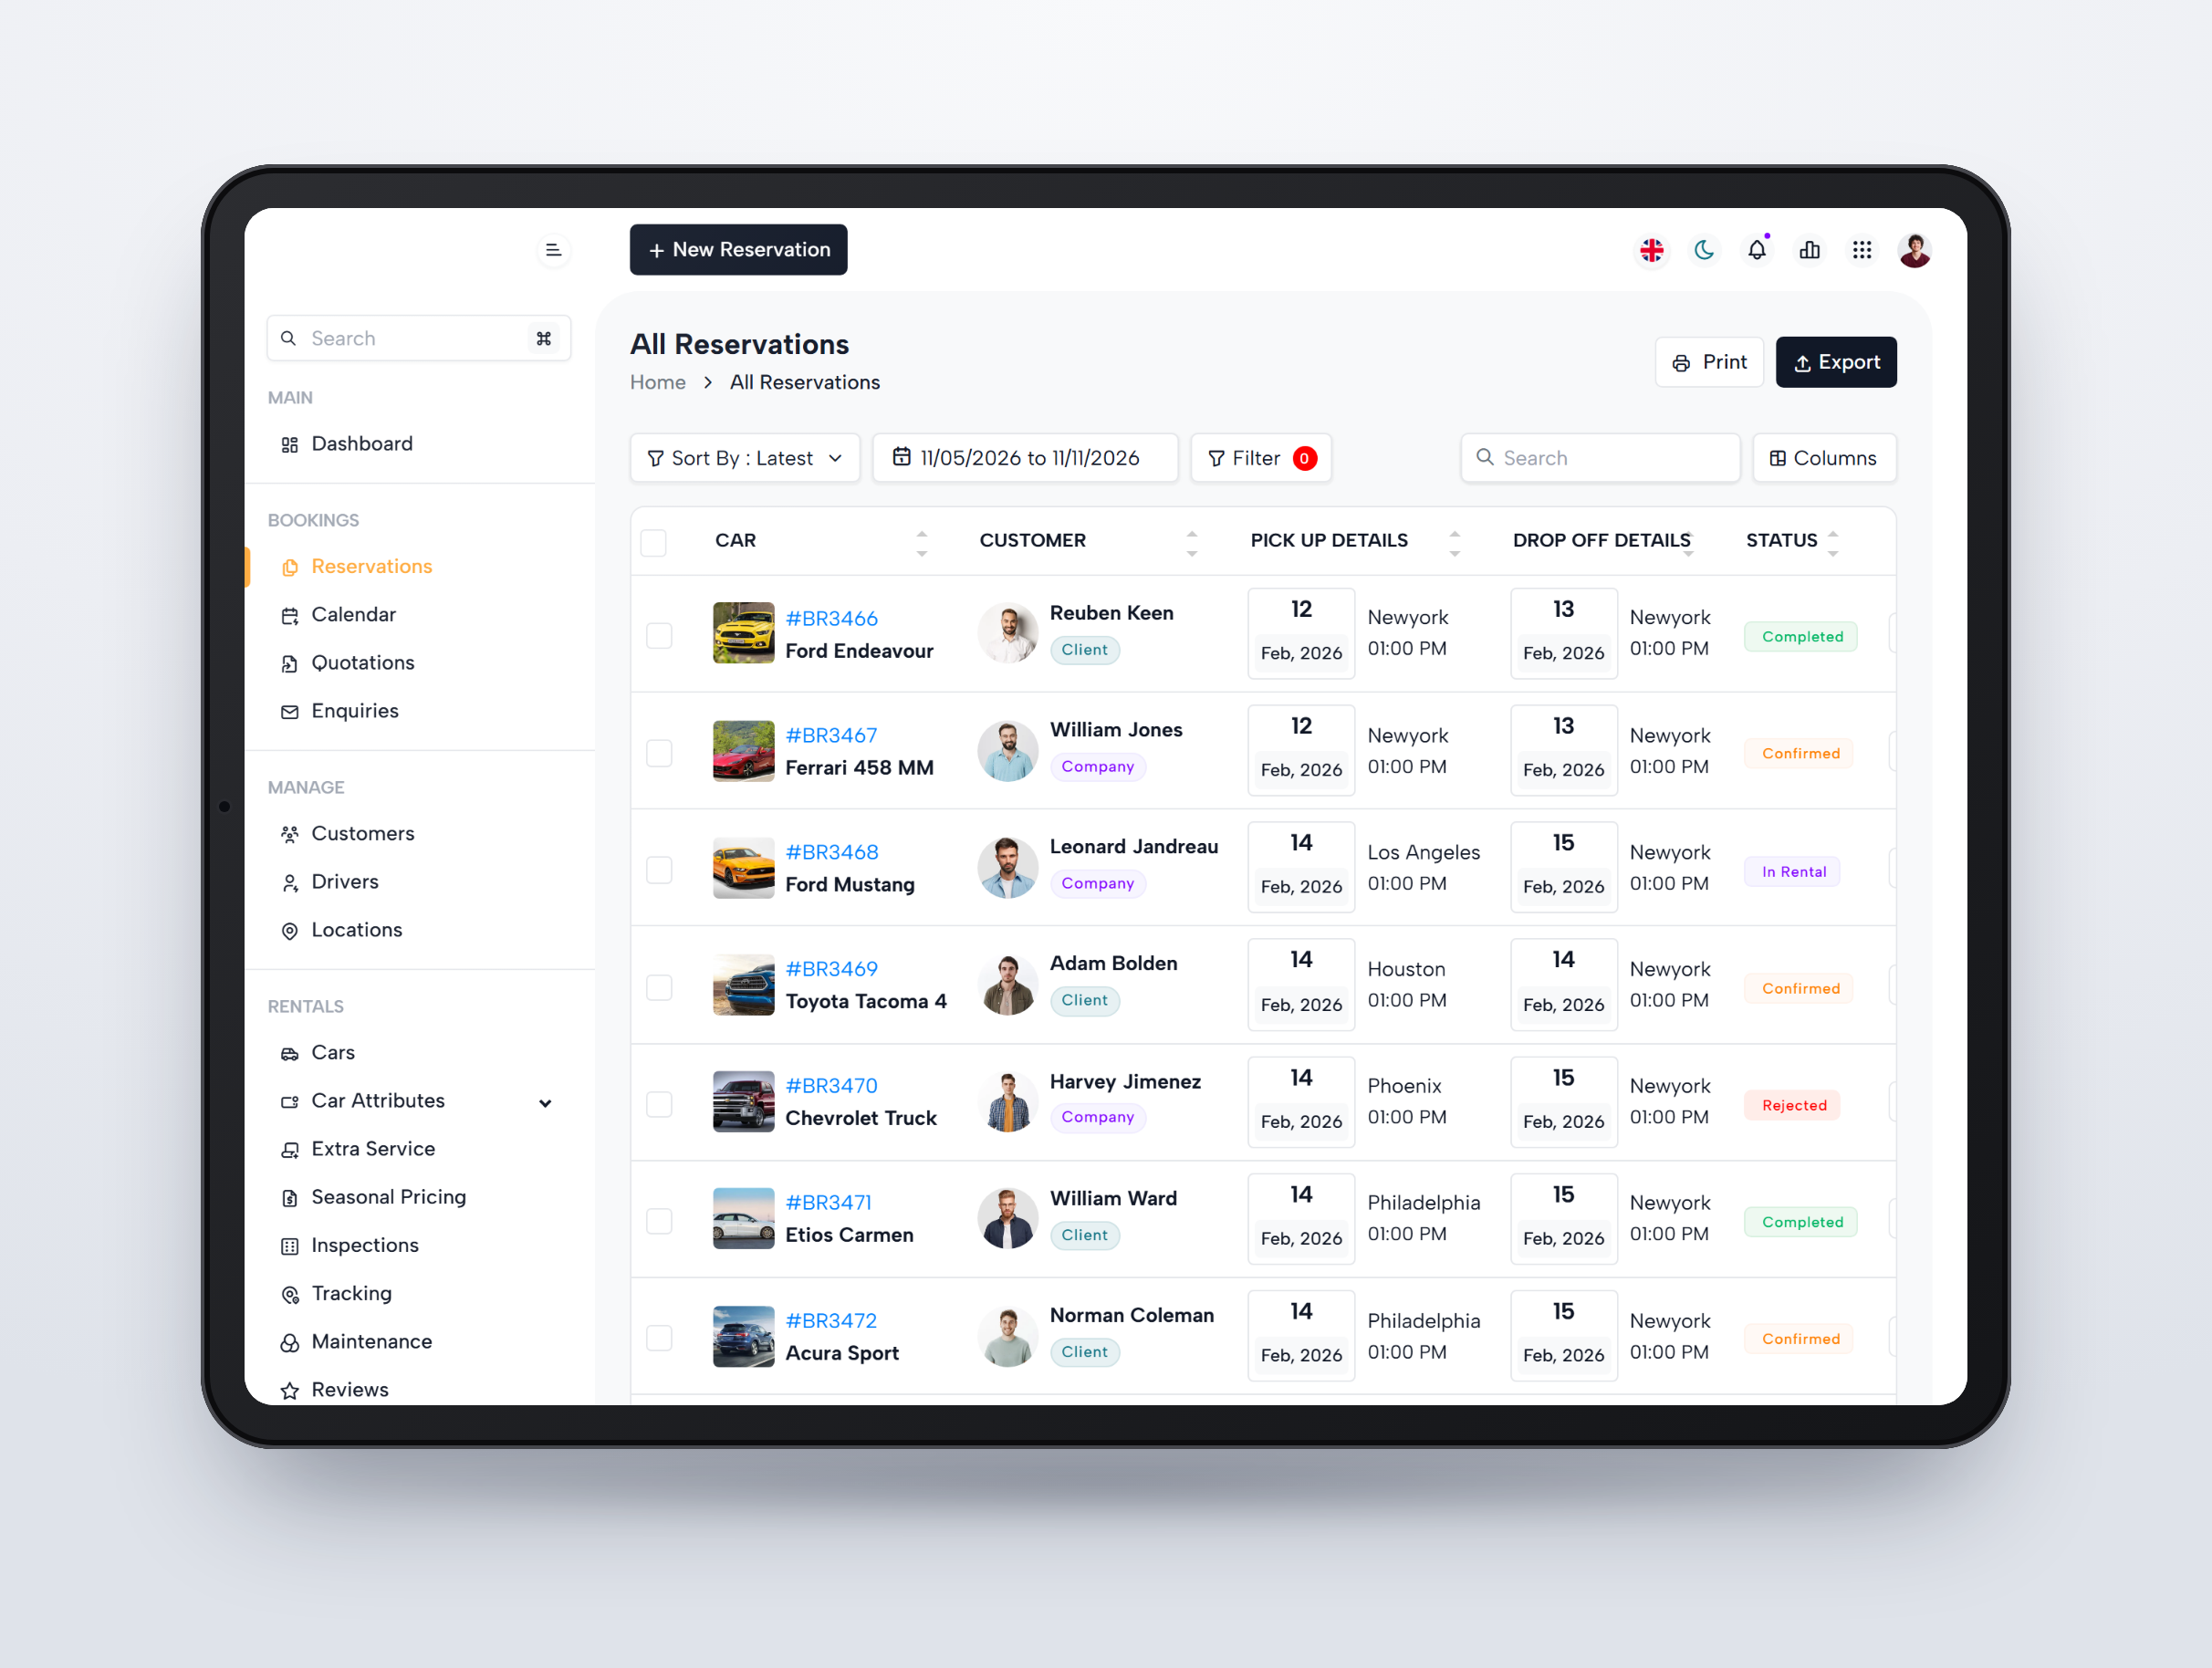 + New Reservation
Search
MAIN
Dashboard
BOOKINGS
Reservations
Calendar
Quotations
Enquiries
MANAGE
Customers
Drivers
Locations
RENTALS
Cars
Car Attributes
Extra Service
Seasonal Pricing
Inspections
Tracking
Maintenance
Reviews
All Reservations
Home > All Reservations
Print
Export
Sort By : Latest
11/05/2026 to 11/11/2026
Filter 0
Search
Columns
CAR CUSTOMER PICK UP DETAILS DROP OFF DETAILS STATUS
#BR3466
Ford Endeavour
Reuben Keen
Client
12
Feb, 2026
Newyork
01:00 PM
13
Feb, 2026
Newyork
01:00 PM
Completed
#BR3467
Ferrari 458 MM
William Jones
Company
12
Feb, 2026
Newyork
01:00 PM
13
Feb, 2026
Newyork
01:00 PM
Confirmed
#BR3468
Ford Mustang
Leonard Jandreau
Company
14
Feb, 2026
Los Angeles
01:00 PM
15
Feb, 2026
Newyork
01:00 PM
In Rental
#BR3469
Toyota Tacoma 4
Adam Bolden
Client
14
Feb, 2026
Houston
01:00 PM
14
Feb, 2026
Newyork
01:00 PM
Confirmed
#BR3470
Chevrolet Truck
Harvey Jimenez
Company
14
Feb, 2026
Phoenix
01:00 PM
15
Feb, 2026
Newyork
01:00 PM
Rejected
#BR3471
Etios Carmen
William Ward
Client
14
Feb, 2026
Philadelphia
01:00 PM
15
Feb, 2026
Newyork
01:00 PM
Completed
#BR3472
Acura Sport
Norman Coleman
Client
14
Feb, 2026
Philadelphia
01:00 PM
15
Feb, 2026
Newyork
01:00 PM
Confirmed